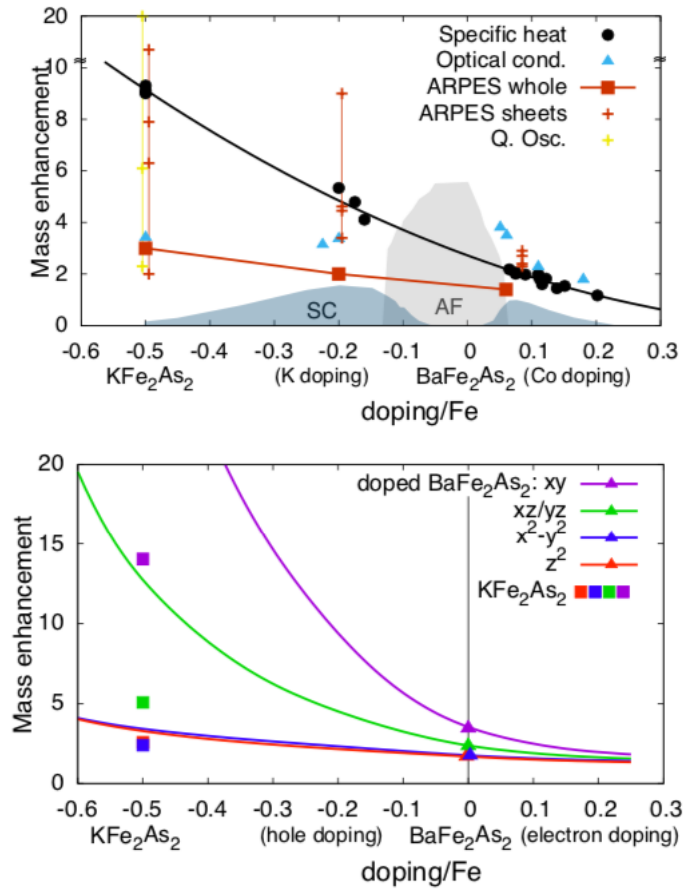 20
10
8
6
4
2
0
Mass enhancement
Specific heat
Optical cond.
ARPES whole
ARPES sheets
Q. Osc.
SC
AF
-0.6 -0.5 -0.4 -0.3 -0.2 -0.1 0 0.1 0.2 0.3
KFe₂As₂ (K doping) BaFe₂As₂ (Co doping)
doping/Fe
20
15
10
5
0
Mass enhancement
doped BaFe₂As₂: xy
xz/yz
x²-y²
z²
KFe₂As₂
-0.6 -0.5 -0.4 -0.3 -0.2 -0.1 0 0.1 0.2 0.3
KFe₂As₂ (hole doping) BaFe₂As₂ (electron doping)
doping/Fe